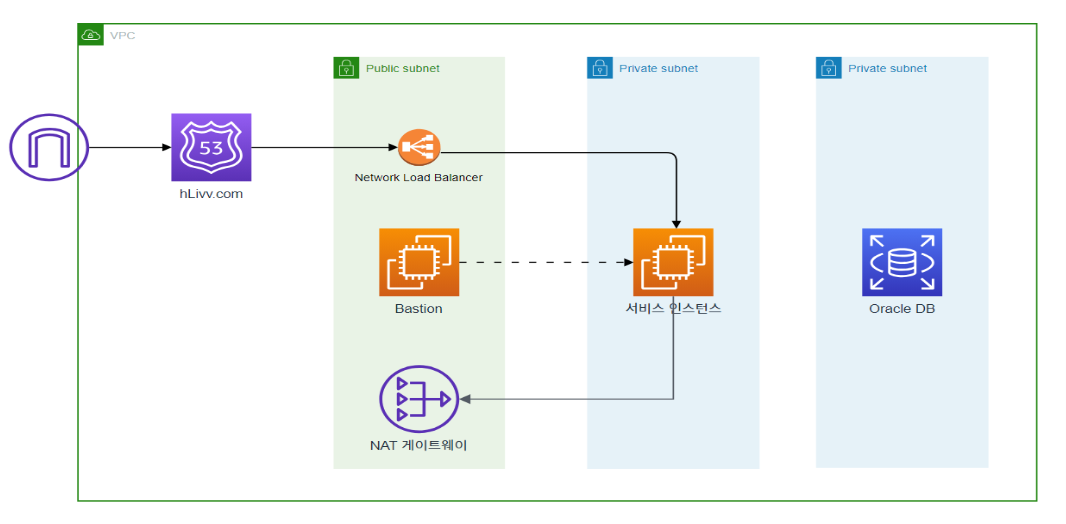 VPC
Public subnet
Private subnet
Private subnet
53
hLivv.com
Network Load Balancer
Bastion
서비스 인스턴스
Oracle DB
NAT 게이트웨이